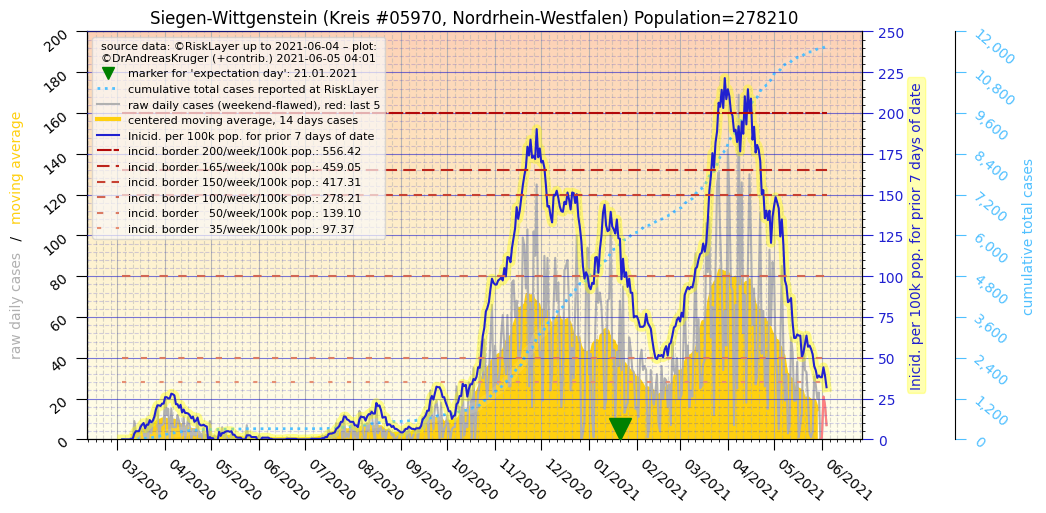 Siegen-Wittgenstein (Kreis #05970, Nordrhein-Westfalen) Population=278210
source data: ©RiskLayer up to 2021-06-04 – plot:
©DrAndreasKruger (+contrib.) 2021-06-05 04:01
marker for 'expectation day': 21.01.2021
cumulative total cases reported at RiskLayer
raw daily cases (weekend-flawed), red: last 5
centered moving average, 14 days cases
Inicid. per 100k pop. for prior 7 days of date
incid. border 200/week/100k pop.: 556.42
incid. border 165/week/100k pop.: 459.05
incid. border 150/week/100k pop.: 417.31
incid. border 100/week/100k pop.: 278.21
incid. border   50/week/100k pop.: 139.10
incid. border   35/week/100k pop.: 97.37
raw daily cases / moving average
200
180
160
140
120
100
80
60
40
20
0
03/2020
04/2020
05/2020
06/2020
07/2020
08/2020
09/2020
10/2020
11/2020
12/2020
01/2021
02/2021
03/2021
04/2021
05/2021
06/2021
250
225
200
175
150
125
100
75
50
25
0
Inicid. per 100k pop. for prior 7 days of date
12,000
10,800
9,600
8,400
7,200
6,000
4,800
3,600
2,400
1,200
0
cumulative total cases